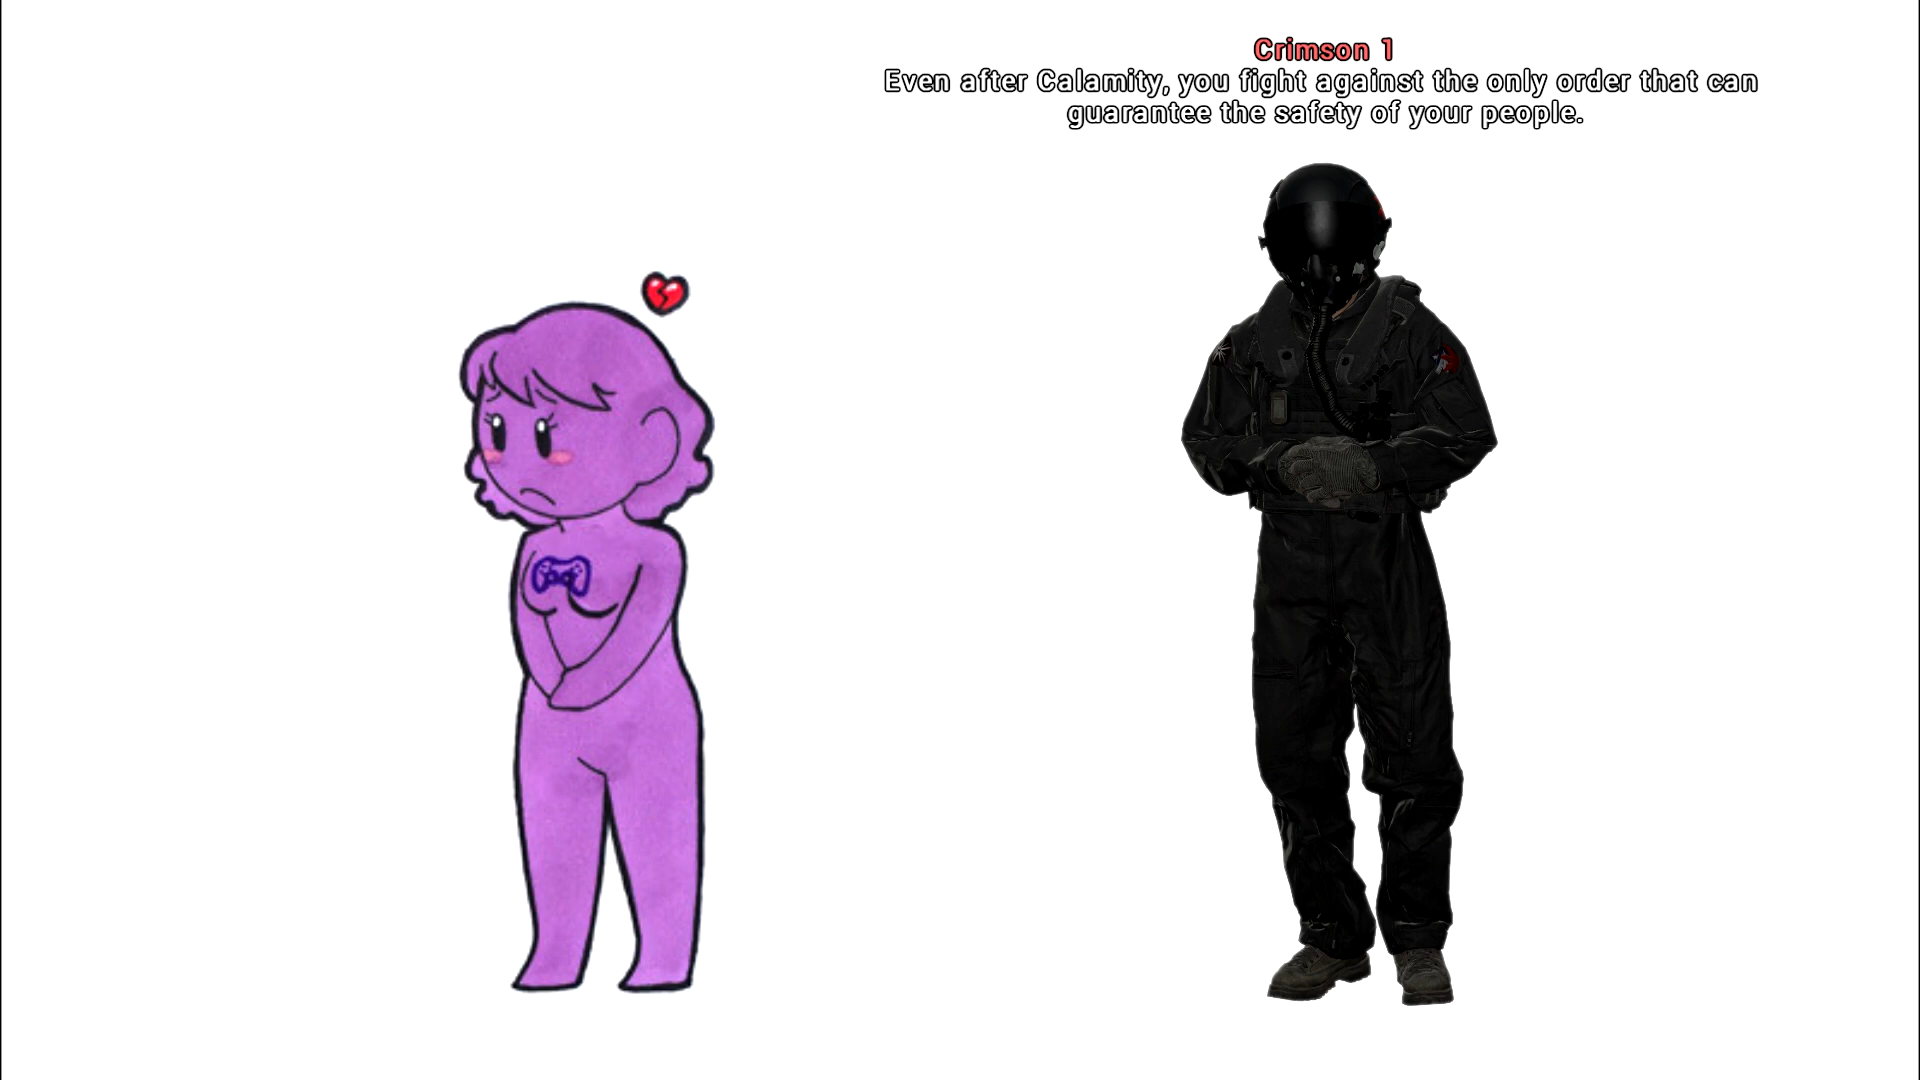 Crimson 1
Even after Calamity, you fight against the only order that can
guarantee the safety of your people.